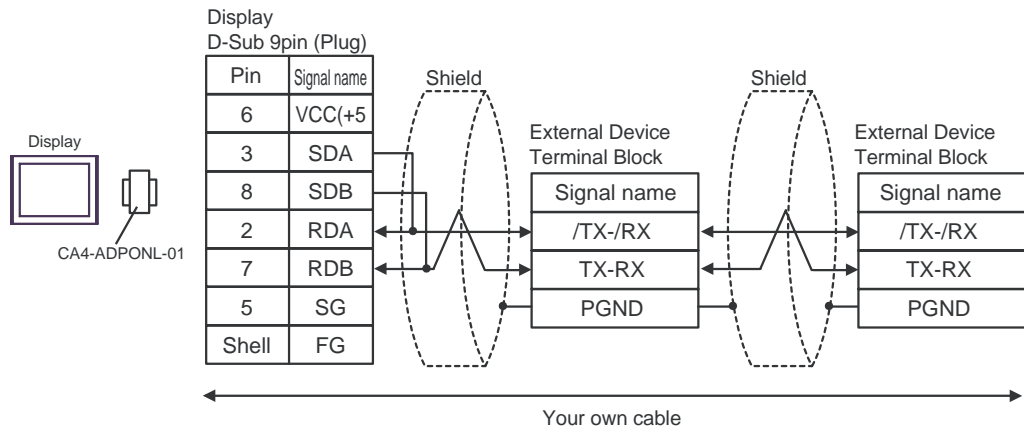 Display
D-Sub 9pin (Plug)
Pin Signal name
6 VCC(+5
3 SDA
8 SDB
2 RDA
7 RDB
5 SG
Shell FG
Display
CA4-ADPONL-01
Shield
External Device
Terminal Block
Signal name
/TX-/RX
TX-RX
PGND
Shield
External Device
Terminal Block
Signal name
/TX-/RX
TX-RX
PGND
Your own cable